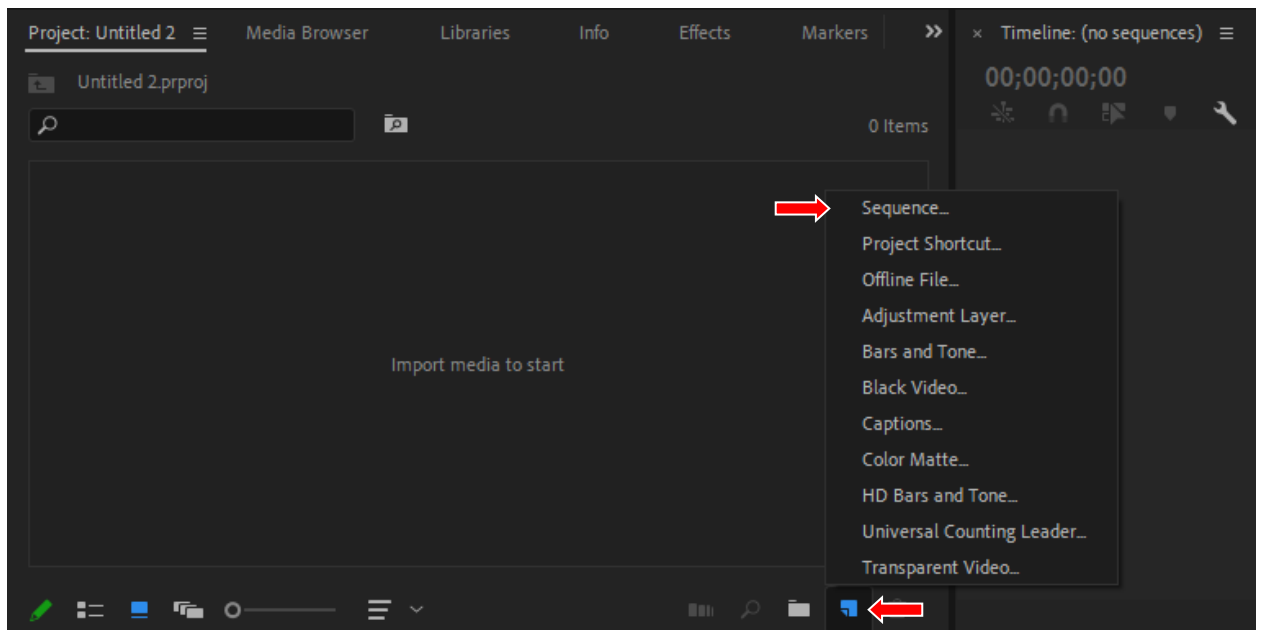 Project: Untitled 2
Media Browser
Libraries
Info
Effects
Markers
Timeline: (no sequences)
Untitled 2.prproj
00;00;00;00
0 Items
Import media to start
Sequence...
Project Shortcut...
Offline File...
Adjustment Layer...
Bars and Tone...
Black Video...
Captions...
Color Matte...
HD Bars and Tone...
Universal Counting Leader...
Transparent Video...